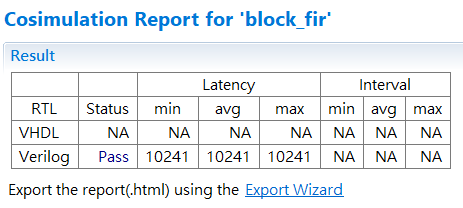 Cosimulation Report for 'block_fir'
Result
Latency Interval
RTL Status min avg max min avg max
VHDL NA NA NA NA NA NA NA
Verilog Pass 10241 10241 10241 NA NA NA
Export the report(.html) using the Export Wizard